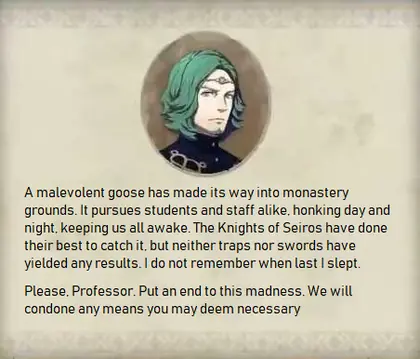 A malevolent goose has made its way into monastery
grounds. It pursues students and staff alike, honking day and
night, keeping us all awake. The Knights of Seiros have done
their best to catch it, but neither traps nor swords have
yielded any results. I do not remember when last I slept.
Please, Professor. Put an end to this madness. We will
condone any means you may deem necessary